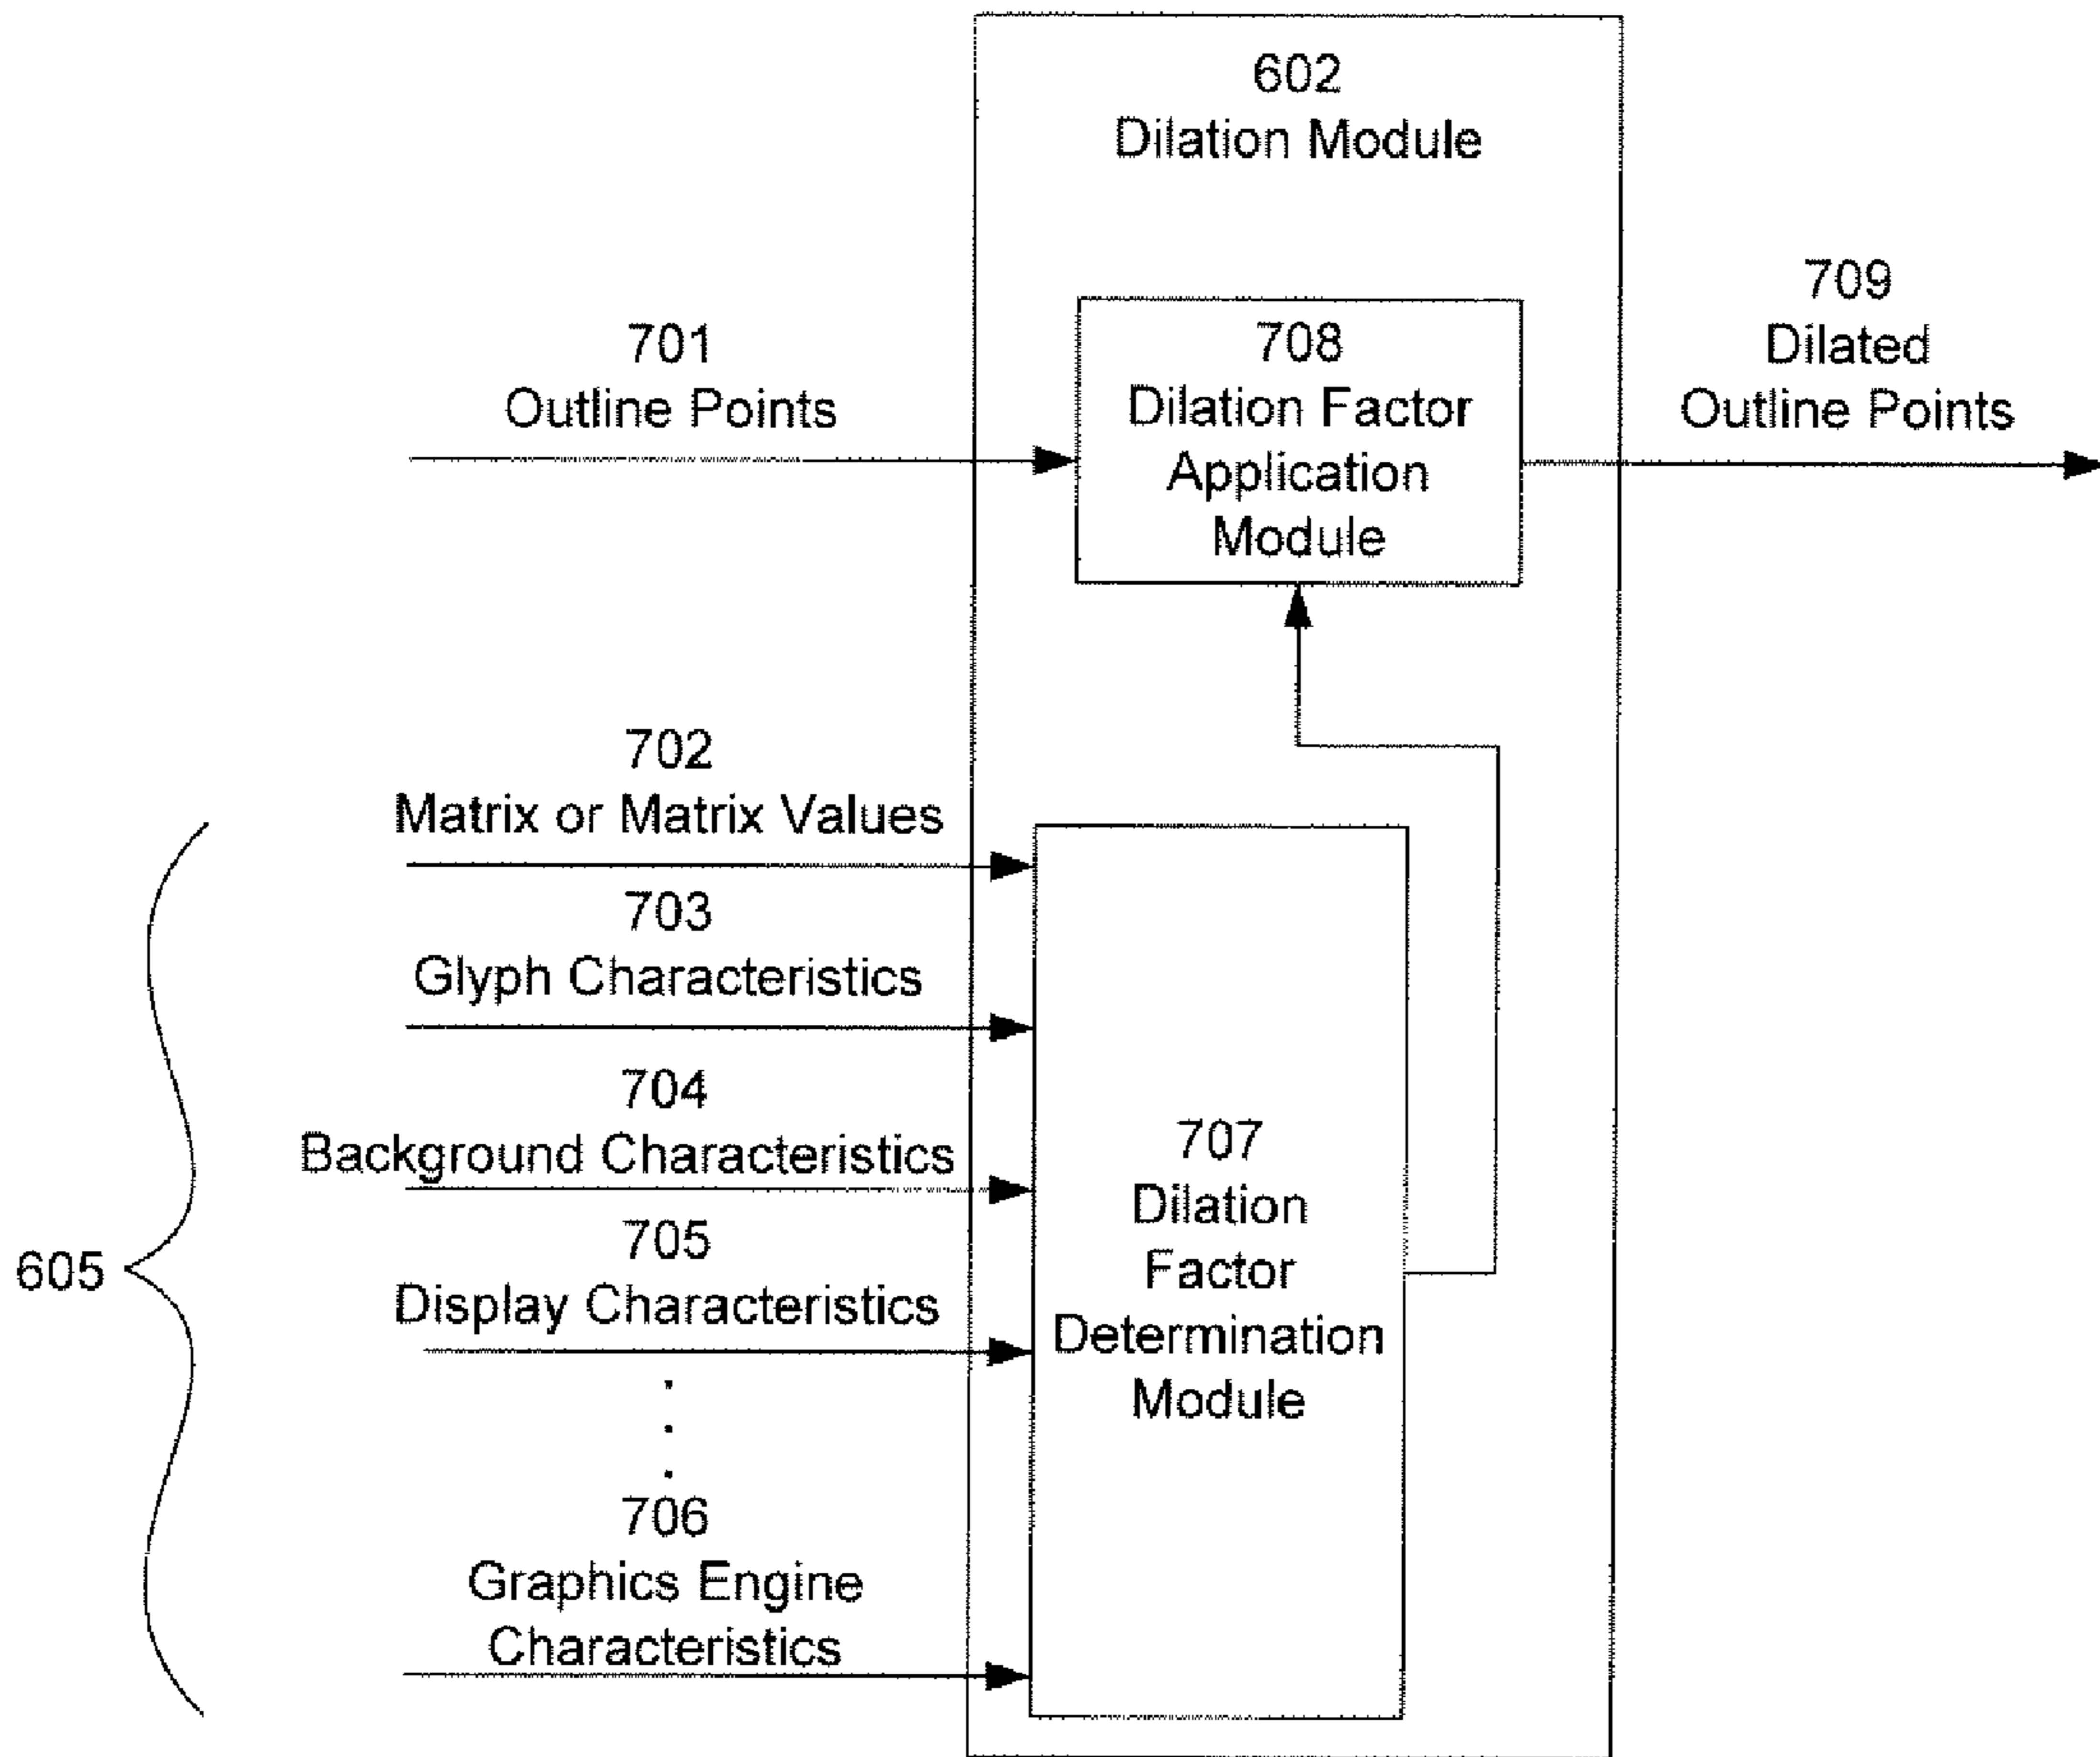 602
Dilation Module
701
Outline Points
708
Dilation Factor
Application
Module
709
Dilated
Outline Points
702
Matrix or Matrix Values
703
Glyph Characteristics
704
Background Characteristics
705
Display Characteristics
706
Graphics Engine
Characteristics
605
707
Dilation
Factor
Determination
Module